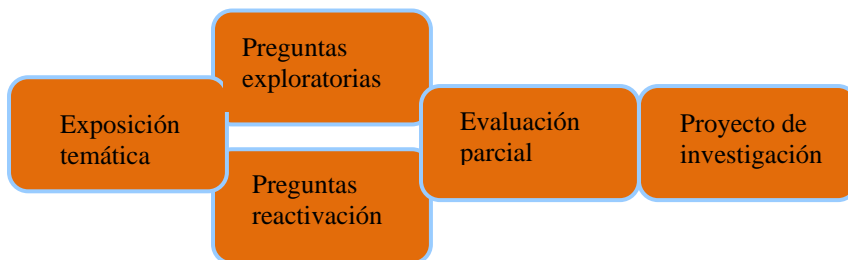 Exposición
temática
Preguntas
exploratorias
Preguntas
reactivación
Evaluación
parcial
Proyecto de
investigación